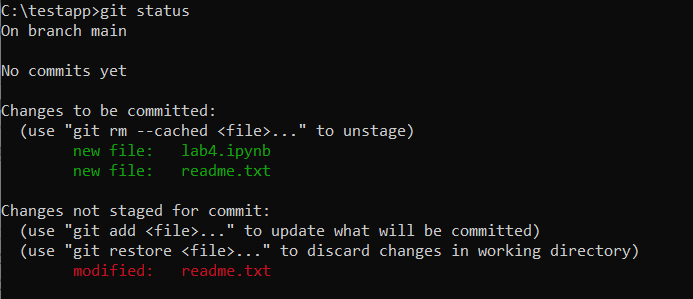 C:\testapp>git status
On branch main
No commits yet
Changes to be committed:
(use "git rm --cached <file>..." to unstage)
new file:   lab4.ipynb
new file:   readme.txt
Changes not staged for commit:
(use "git add <file>..." to update what will be committed)
(use "git restore <file>..." to discard changes in working directory)
modified:   readme.txt